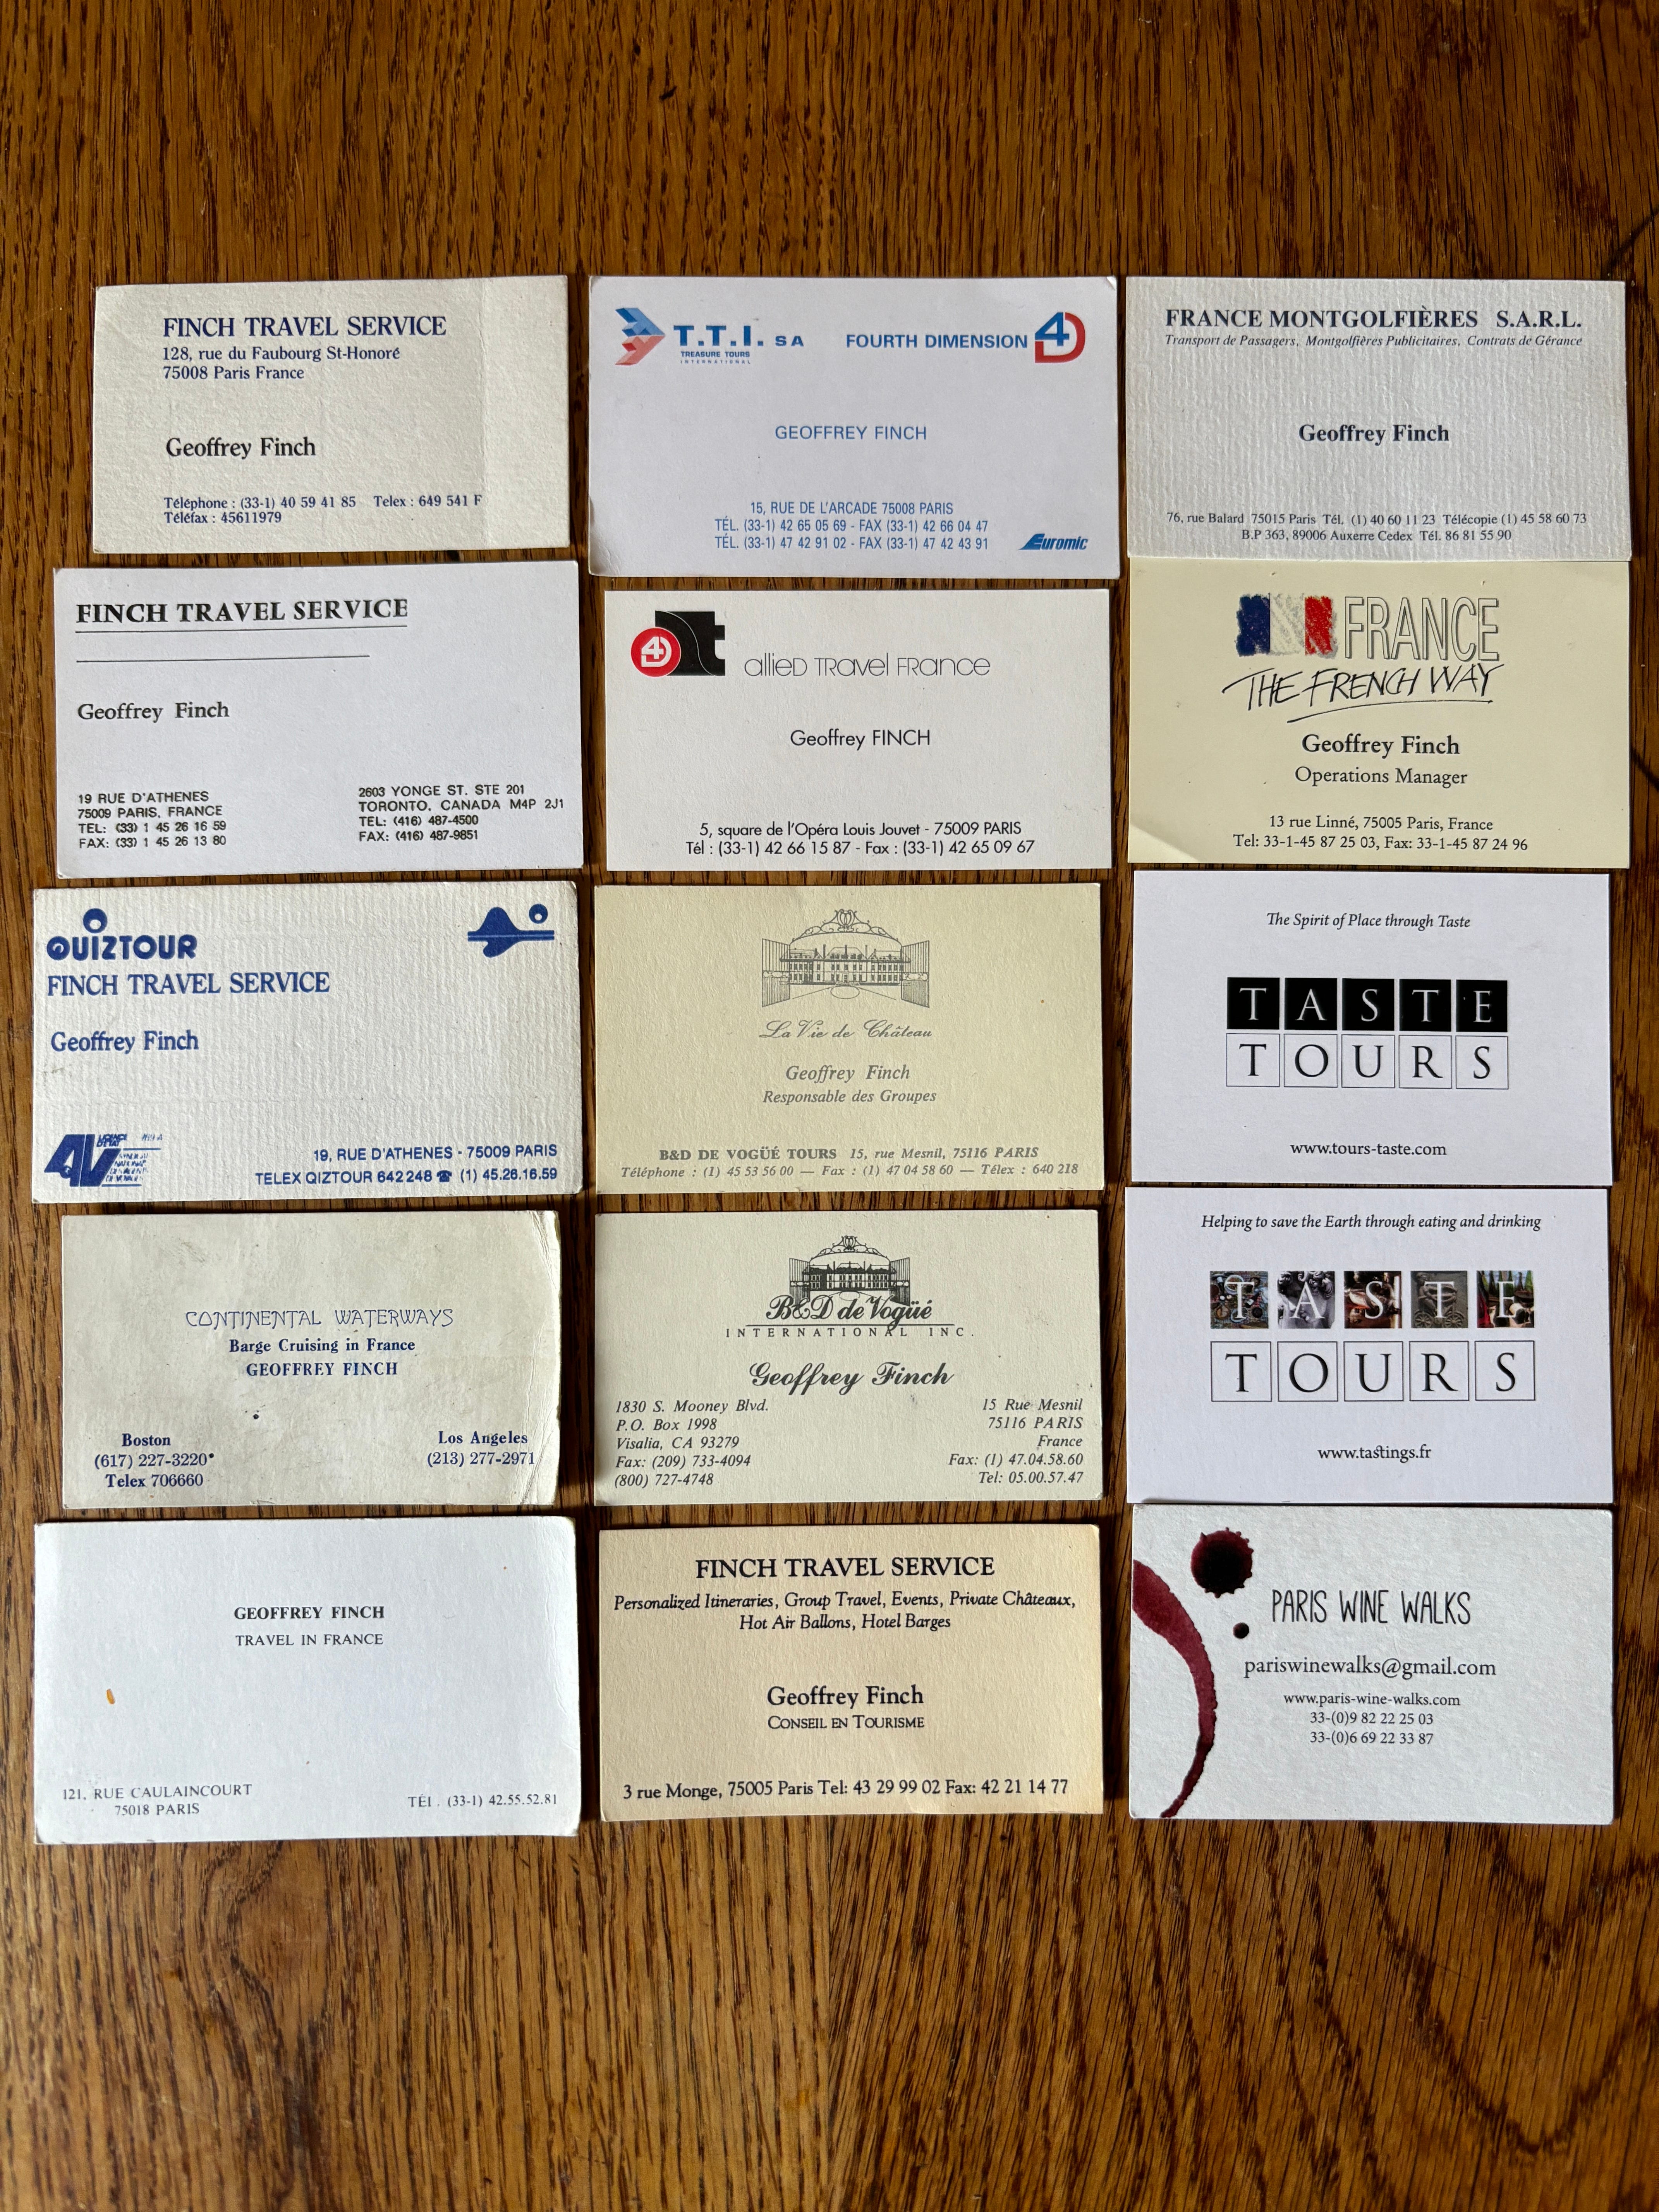 FINCH TRAVEL SERVICE
128, rue du Faubourg St-Honoré
75008 Paris France
Geoffrey Finch
Téléphone : (33-1) 40 59 41 85 Telex : 649 541 F
Téléfax : 45611979
FINCH TRAVEL SERVICE
Geoffrey Finch
19 RUE D'ATHENES
75009 PARIS, FRANCE
TEL: (33) 1 45 26 16 59
FAX: (33) 1 45 26 13 80
2603 YONGE ST. STE 201
TORONTO, CANADA M4P 2J1
TEL: (416) 487-4500
FAX: (416) 487-9851
QUIZTOUR
FINCH TRAVEL SERVICE
Geoffrey Finch
4V
19, RUE D'ATHENES - 75009 PARIS
TELEX QIZTOUR 642 248 ☎ (1) 45.26.16.59
CONTINENTAL WATERWAYS
Barge Cruising in France
GEOFFREY FINCH
Boston
(617) 227-3220
Telex 706660
Los Angeles
(213) 277-2971
GEOFFREY FINCH
TRAVEL IN FRANCE
121, RUE CAULAINCOURT
75018 PARIS
TÉL. (33-1) 42.55.52.81
T.T.I. SA
TREASURE TOURS
INTERNATIONAL
FOURTH DIMENSION 4D
GEOFFREY FINCH
15, RUE DE L'ARCADE 75008 PARIS
TÉL. (33-1) 42 65 05 69 - FAX (33-1) 42 66 04 47
TÉL. (33-1) 47 42 91 02 - FAX (33-1) 47 42 43 91
Euromic
4D at
allieD TRavel FRance
Geoffrey FINCH
5, square de l'Opéra Louis Jouvet - 75009 PARIS
Tél : (33-1) 42 66 15 87 - Fax : (33-1) 42 65 09 67
La Vie de Château
Geoffrey Finch
Responsable des Groupes
B&D DE VOGÜÉ TOURS 15, rue Mesnil, 75116 PARIS
Téléphone : (1) 45 53 56 00 — Fax : (1) 47 04 58 60 — Télex : 640 218
B&D de Vogüé
INTERNATIONAL INC.
Geoffrey Finch
1830 S. Mooney Blvd.
P.O. Box 1998
Visalia, CA 93279
Fax: (209) 733-4094
(800) 727-4748
15 Rue Mesnil
75116 PARIS
France
Fax: (1) 47.04.58.60
Tel: 05.00.57.47
FINCH TRAVEL SERVICE
Personalized Itineraries, Group Travel, Events, Private Châteaux,
Hot Air Ballons, Hotel Barges
Geoffrey Finch
CONSEIL EN TOURISME
3 rue Monge, 75005 Paris Tel: 43 29 99 02 Fax: 42 21 14 77
FRANCE MONTGOLFIÈRES S.A.R.L.
Transport de Passagers, Montgolfières Publicitaires, Contrats de Gérance
Geoffrey Finch
76, rue Balard 75015 Paris Tél. (1) 40 60 11 23 Télécopie (1) 45 58 60 73
B.P 363, 89006 Auxerre Cedex Tél. 86 81 55 90
FRANCE
THE FRENCH WAY
Geoffrey Finch
Operations Manager
13 rue Linné, 75005 Paris, France
Tel: 33-1-45 87 25 03, Fax: 33-1-45 87 24 96
The Spirit of Place through Taste
TASTE
TOURS
www.tours-taste.com
Helping to save the Earth through eating and drinking
TASTE
TOURS
www.tastings.fr
PARIS WINE WALKS
pariswinewalks@gmail.com
www.paris-wine-walks.com
33-(0)9 82 22 25 03
33-(0)6 69 22 33 87